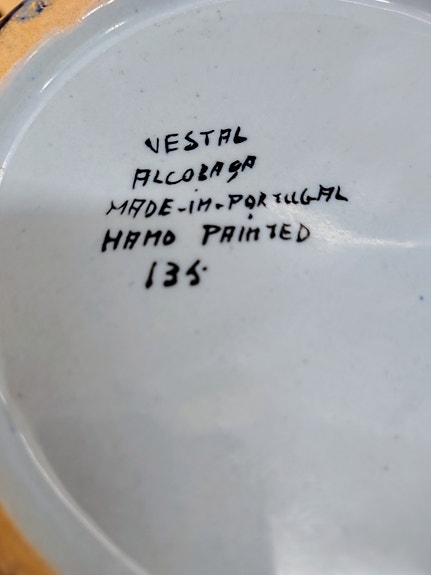 VESTAL
ALCOBAÇA
MADE-IN-PORTUGAL
HAND PAINTED
135